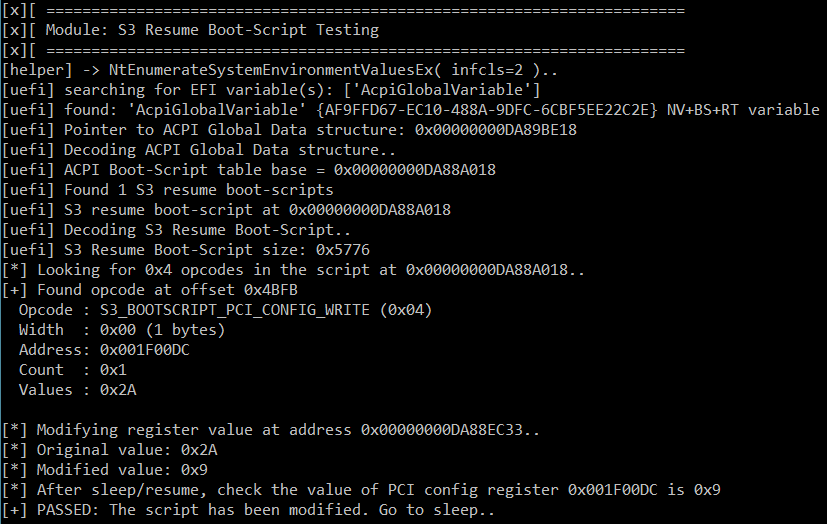 [x][ =======================================================================
[x][ Module: S3 Resume Boot-Script Testing
[x][ =======================================================================
[helper] -> NtEnumerateSystemEnvironmentValuesEx( infcls=2 )..
[uefi] searching for EFI variable(s): ['AcpiGlobalVariable']
[uefi] found: 'AcpiGlobalVariable' {AF9FFD67-EC10-488A-9DFC-6CBF5EE22C2E} NV+BS+RT variable
[uefi] Pointer to ACPI Global Data structure: 0x00000000DA89BE18
[uefi] Decoding ACPI Global Data structure..
[uefi] ACPI Boot-Script table base = 0x00000000DA88A018
[uefi] Found 1 S3 resume boot-scripts
[uefi] S3 resume boot-script at 0x00000000DA88A018
[uefi] Decoding S3 Resume Boot-Script..
[uefi] S3 Resume Boot-Script size: 0x5776
[*] Looking for 0x4 opcodes in the script at 0x00000000DA88A018..
[+] Found opcode at offset 0x4BFB
  Opcode : S3_BOOTSCRIPT_PCI_CONFIG_WRITE (0x04)
  Width  : 0x00 (1 bytes)
  Address: 0x001F00DC
  Count  : 0x1
  Values : 0x2A
[*] Modifying register value at address 0x00000000DA88EC33..
[*] Original value: 0x2A
[*] Modified value: 0x9
[*] After sleep/resume, check the value of PCI config register 0x001F00DC is 0x9
[+] PASSED: The script has been modified. Go to sleep..